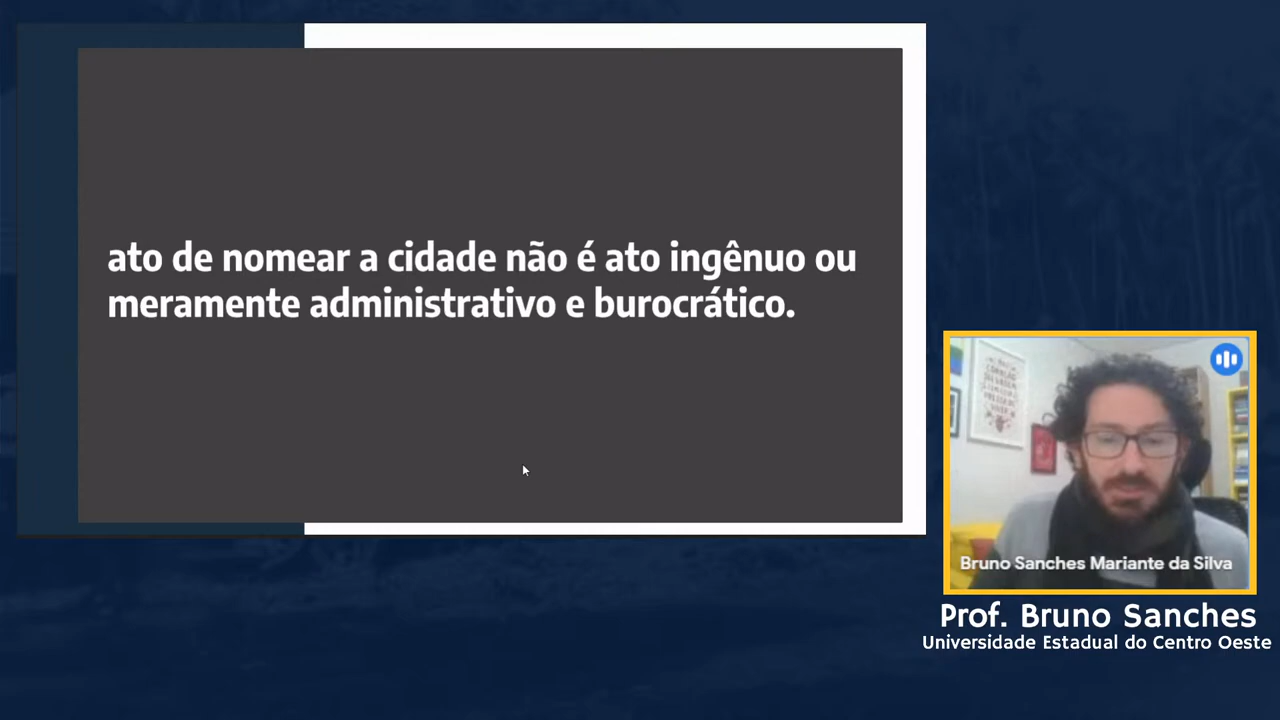 ato de nomear a cidade não é ato ingênuo ou
meramente administrativo e burocrático.
Bruno Sanches Mariante da Silva
Prof. Bruno Sanches
Universidade Estadual do Centro Oeste